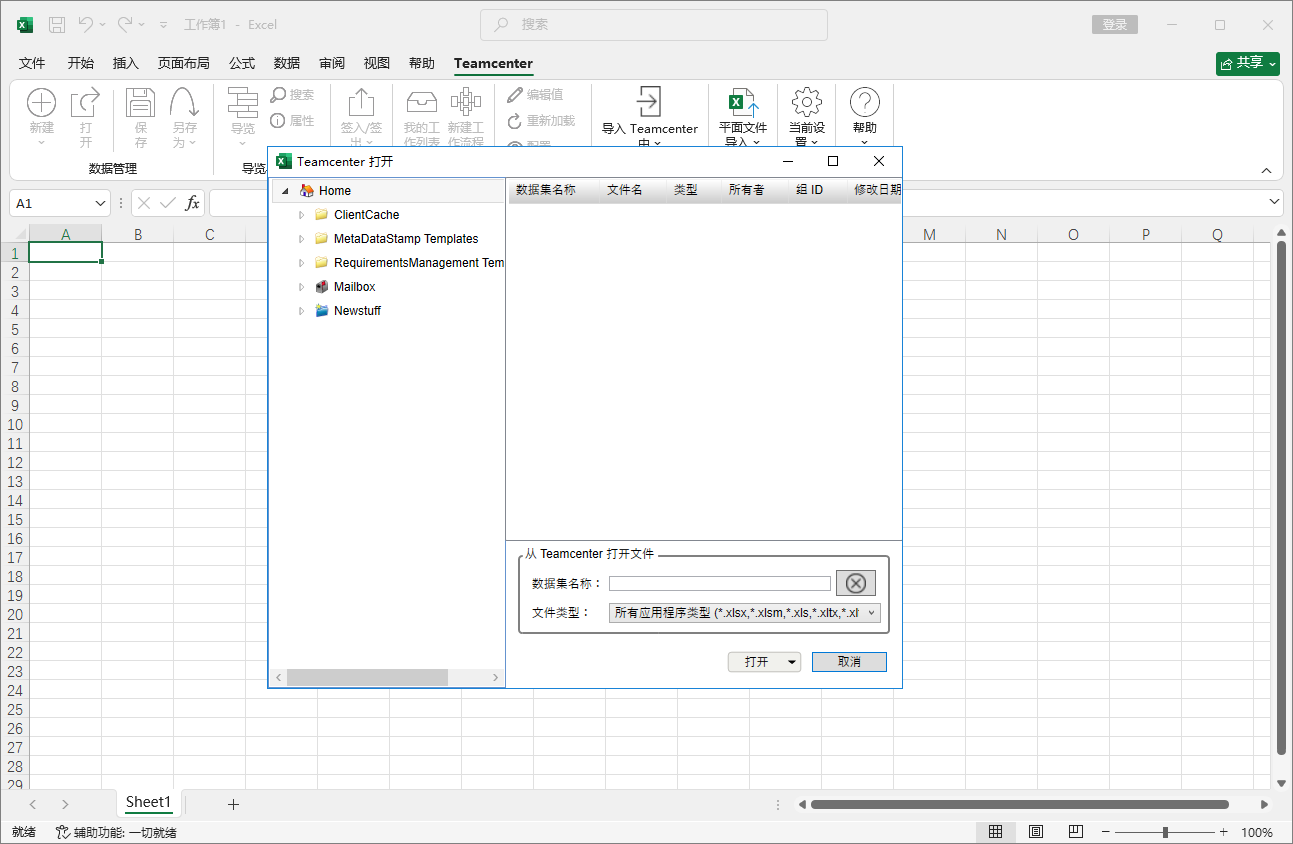 工作簿1 - Excel
搜索
登录
文件 开始 插入 页面布局 公式 数据 审阅 视图 帮助 Teamcenter
共享
新建 打开 保存 另存为
数据管理
导览 搜索 属性
导览
签入/签出
我的工作列表 新建工作流程
编辑值
重新加载
配置
导入 Teamcenter 中
平面文件导入
当前设置
帮助
A1
fx
A B C M N O P Q
1
2
3
4
5
6
7
8
9
10
11
12
13
14
15
16
17
18
19
20
21
22
23
24
25
26
27
28
29
Teamcenter 打开
Home
ClientCache
MetaDataStamp Templates
RequirementsManagement Tem
Mailbox
Newstuff
数据集名称 文件名 类型 所有者 组 ID 修改日期
从 Teamcenter 打开文件
数据集名称：
文件类型： 所有应用程序类型 (*.xlsx,*.xlsm,*.xls,*.xltx,*.xl
打开 取消
Sheet1
就绪 辅助功能: 一切就绪
100%